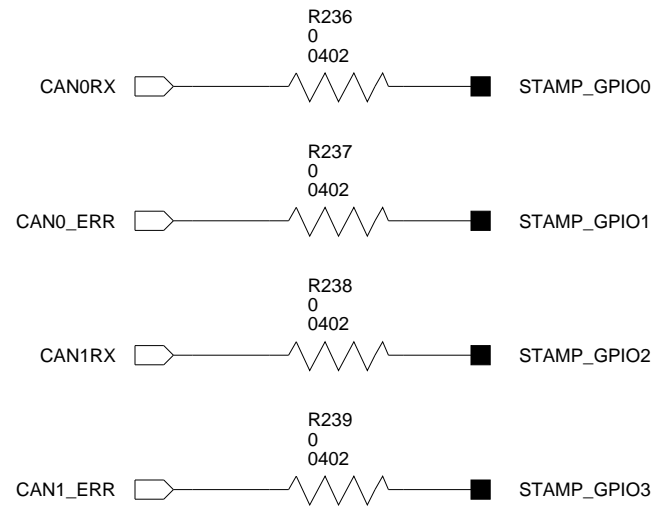 R236
0
0402
CAN0RX STAMP_GPIO0
R237
0
0402
CAN0_ERR STAMP_GPIO1
R238
0
0402
CAN1RX STAMP_GPIO2
R239
0
0402
CAN1_ERR STAMP_GPIO3